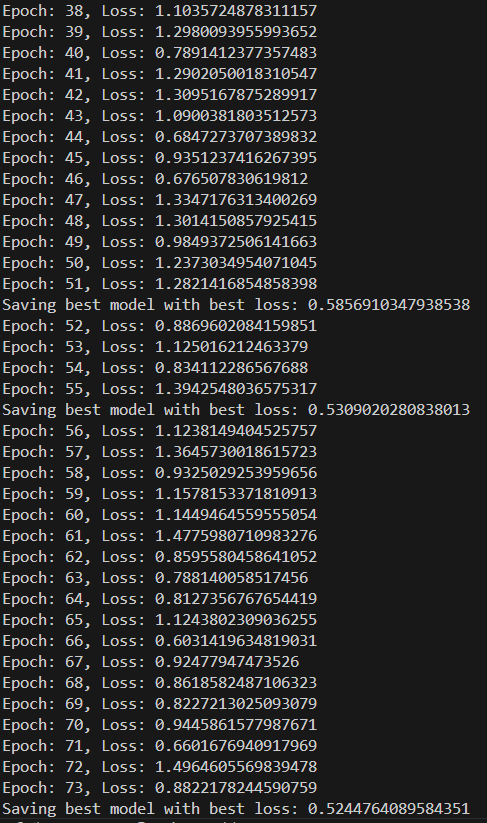 Epoch: 38, Loss: 1.1035724878311157
Epoch: 39, Loss: 1.2980093955993652
Epoch: 40, Loss: 0.7891412377357483
Epoch: 41, Loss: 1.2902050018310547
Epoch: 42, Loss: 1.3095167875289917
Epoch: 43, Loss: 1.0900381803512573
Epoch: 44, Loss: 0.6847273707389832
Epoch: 45, Loss: 0.9351237416267395
Epoch: 46, Loss: 0.676507830619812
Epoch: 47, Loss: 1.3347176313400269
Epoch: 48, Loss: 1.3014150857925415
Epoch: 49, Loss: 0.9849372506141663
Epoch: 50, Loss: 1.2373034954071045
Epoch: 51, Loss: 1.2821416854858398
Saving best model with best loss: 0.5856910347938538
Epoch: 52, Loss: 0.8869602084159851
Epoch: 53, Loss: 1.125016212463379
Epoch: 54, Loss: 0.834112286567688
Epoch: 55, Loss: 1.3942548036575317
Saving best model with best loss: 0.5309020280838013
Epoch: 56, Loss: 1.1238149404525757
Epoch: 57, Loss: 1.3645730018615723
Epoch: 58, Loss: 0.9325029253959656
Epoch: 59, Loss: 1.1578153371810913
Epoch: 60, Loss: 1.1449464559555054
Epoch: 61, Loss: 1.4775980710983276
Epoch: 62, Loss: 0.8595580458641052
Epoch: 63, Loss: 0.788140058517456
Epoch: 64, Loss: 0.8127356767654419
Epoch: 65, Loss: 1.1243802309036255
Epoch: 66, Loss: 0.6031419634819031
Epoch: 67, Loss: 0.92477947473526
Epoch: 68, Loss: 0.8618582487106323
Epoch: 69, Loss: 0.8227213025093079
Epoch: 70, Loss: 0.9445861577987671
Epoch: 71, Loss: 0.6601676940917969
Epoch: 72, Loss: 1.4964605569839478
Epoch: 73, Loss: 0.8822178244590759
Saving best model with best loss: 0.5244764089584351